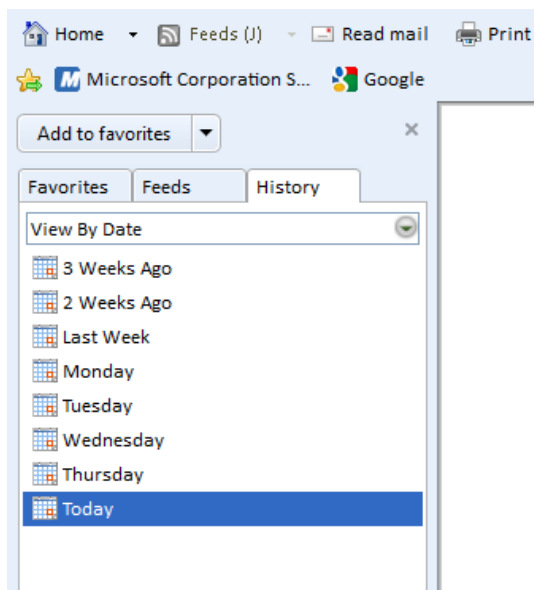 Home Feeds (J) Read mail Print
Microsoft Corporation S... Google
Add to favorites
Favorites Feeds History
View By Date
3 Weeks Ago
2 Weeks Ago
Last Week
Monday
Tuesday
Wednesday
Thursday
Today